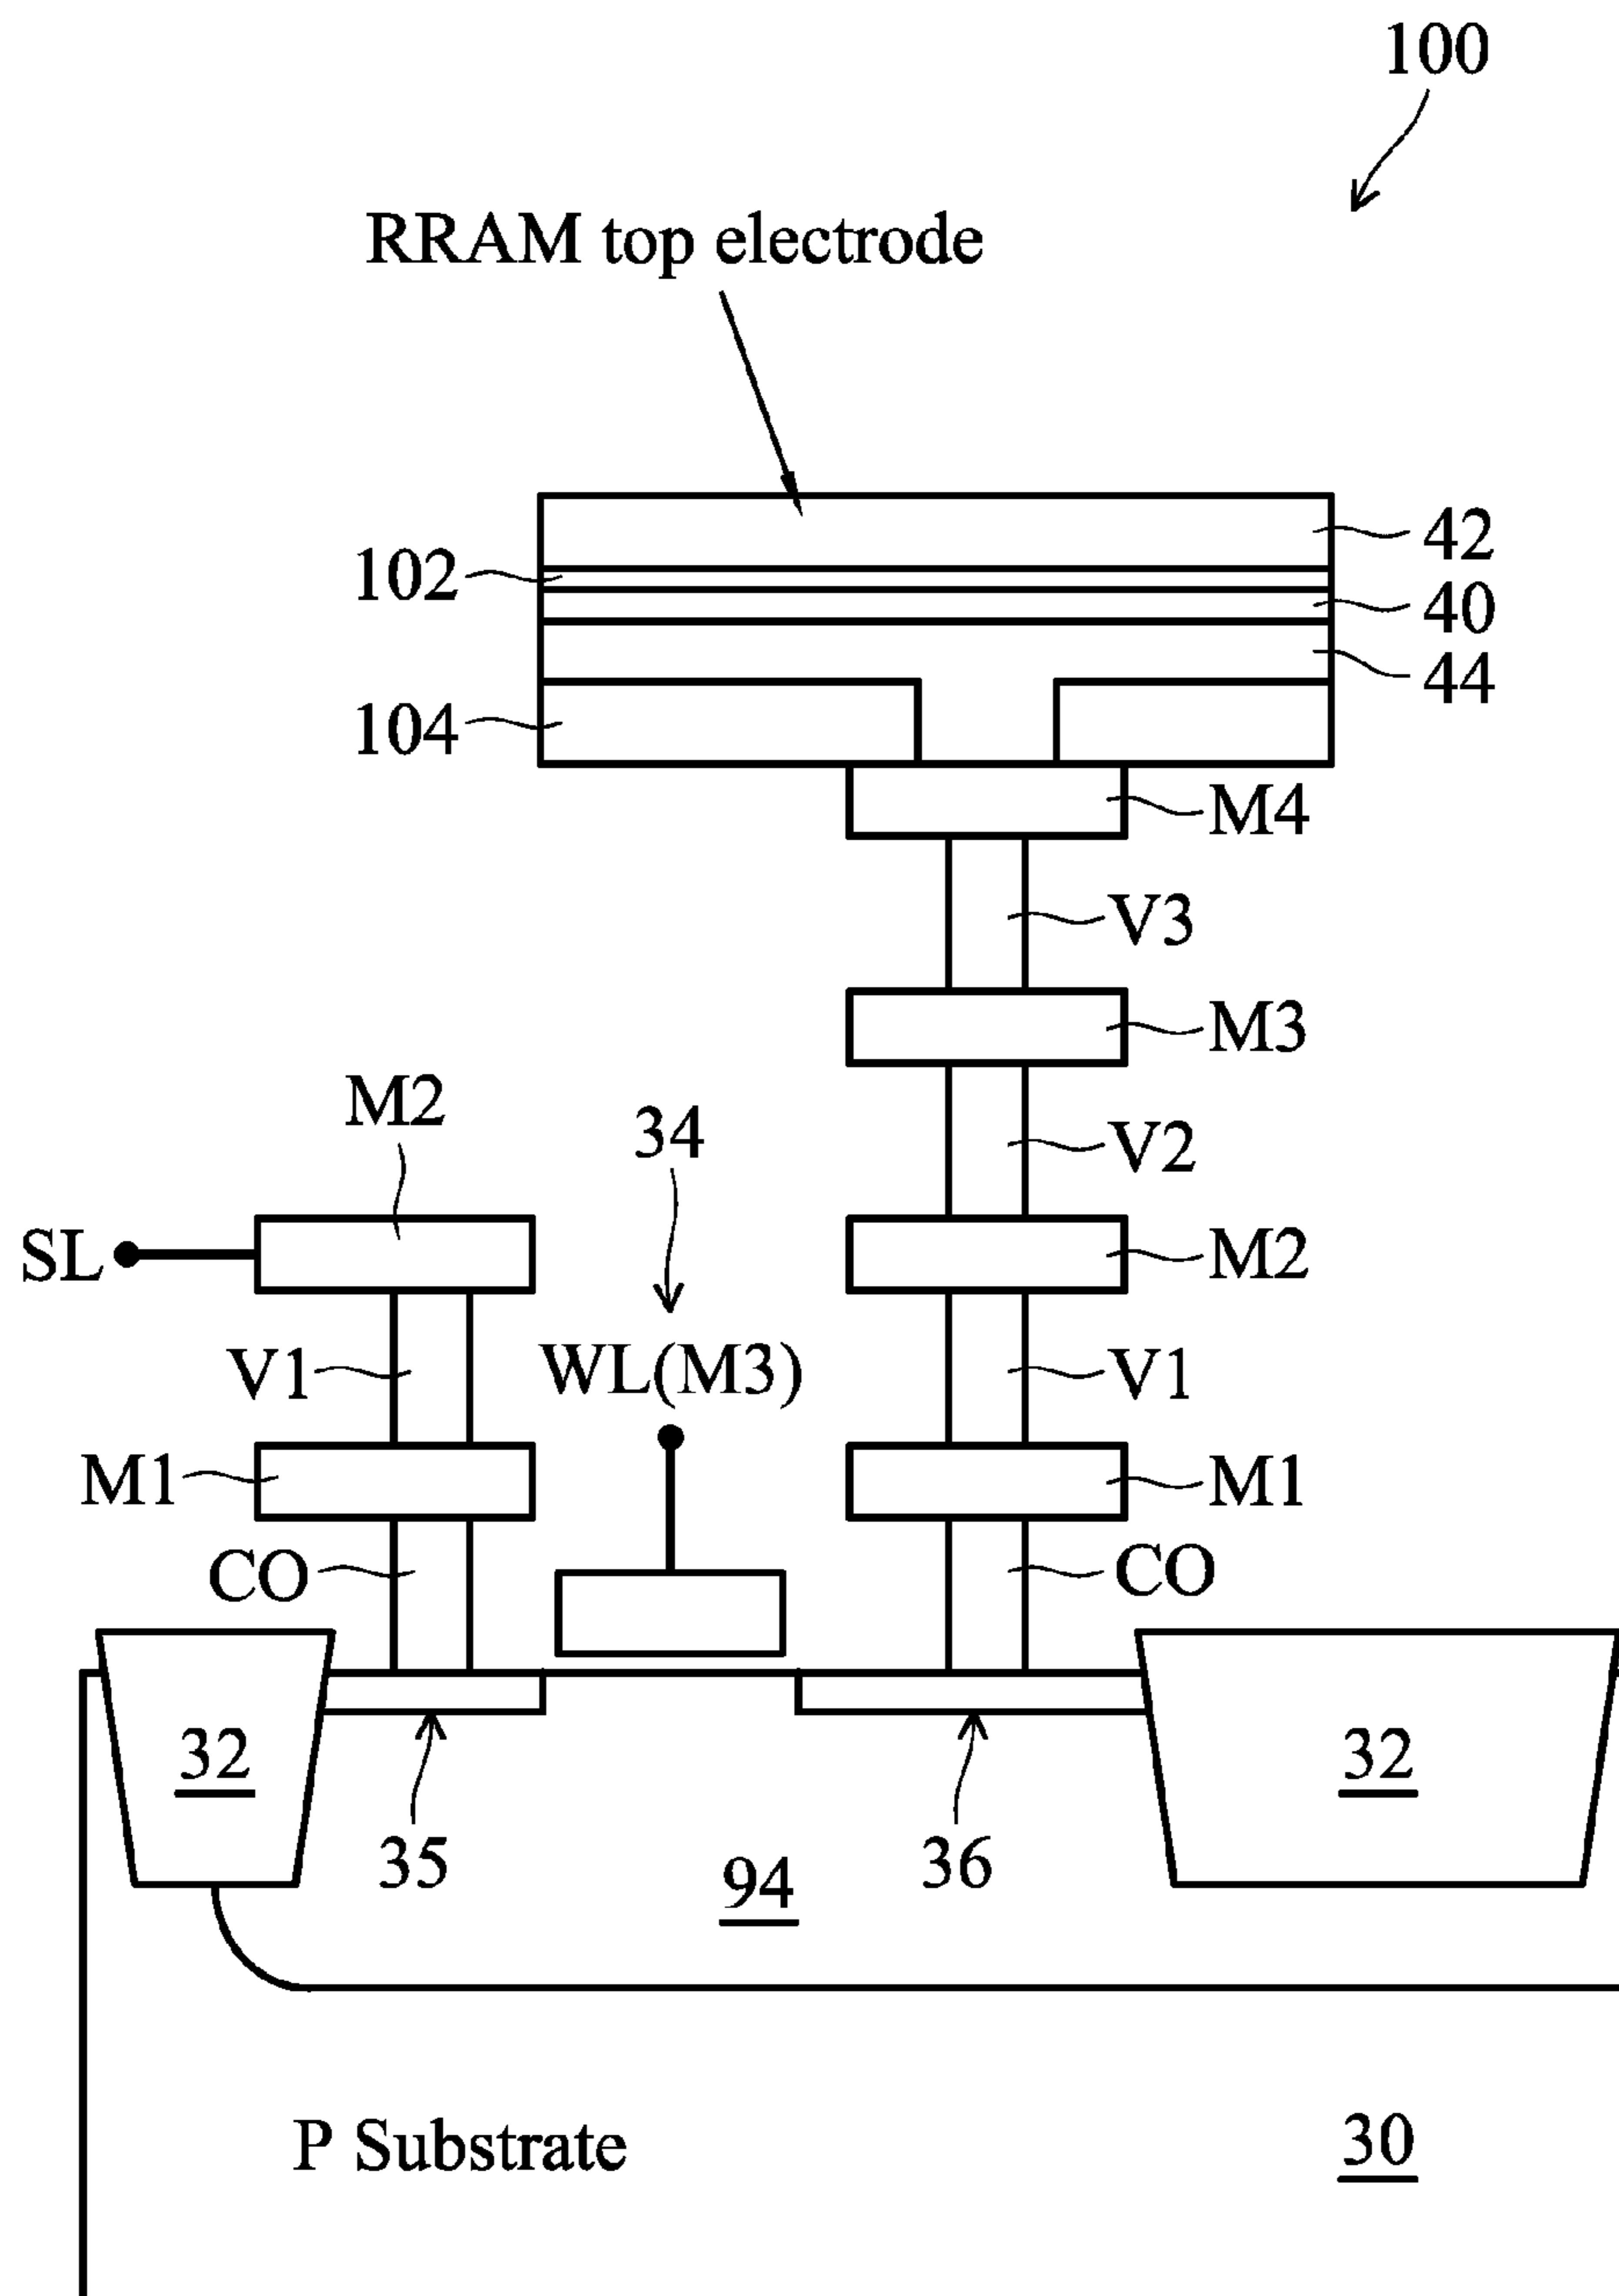 100
RRAM top electrode
42
102
40
44
104
M4
V3
M3
M2
34
V2
SL
M2
WL(M3)
V1
V1
M1
M1
CO
CO
32
32
35
36
94
P Substrate
30